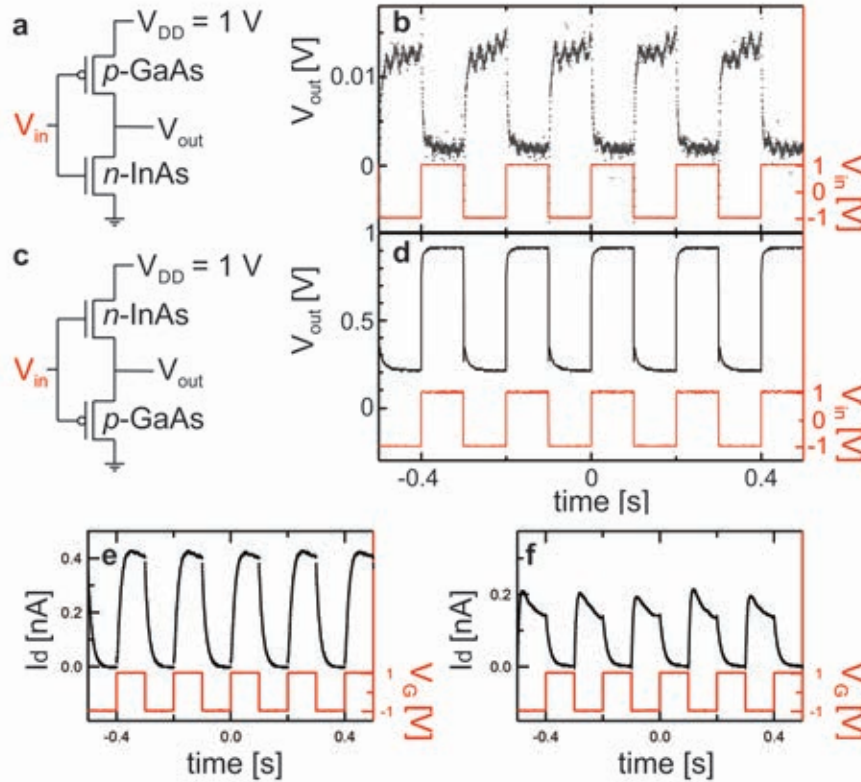 a
V_DD = 1 V
p-GaAs
V_in
V_out
n-InAs
b
V_out [V]
0.01
0
1
0
-1
V_in [V]
c
V_DD = 1 V
n-InAs
V_in
V_out
p-GaAs
d
V_out [V]
1
0.5
0
1
0
-1
V_in [V]
-0.4
0
0.4
time [s]
e
Id [nA]
0.4
0.2
0.0
1
-1
V_G [V]
-0.4
0.0
0.4
time [s]
f
Id [nA]
0.2
0.0
1
-1
V_G [V]
-0.4
0.0
0.4
time [s]